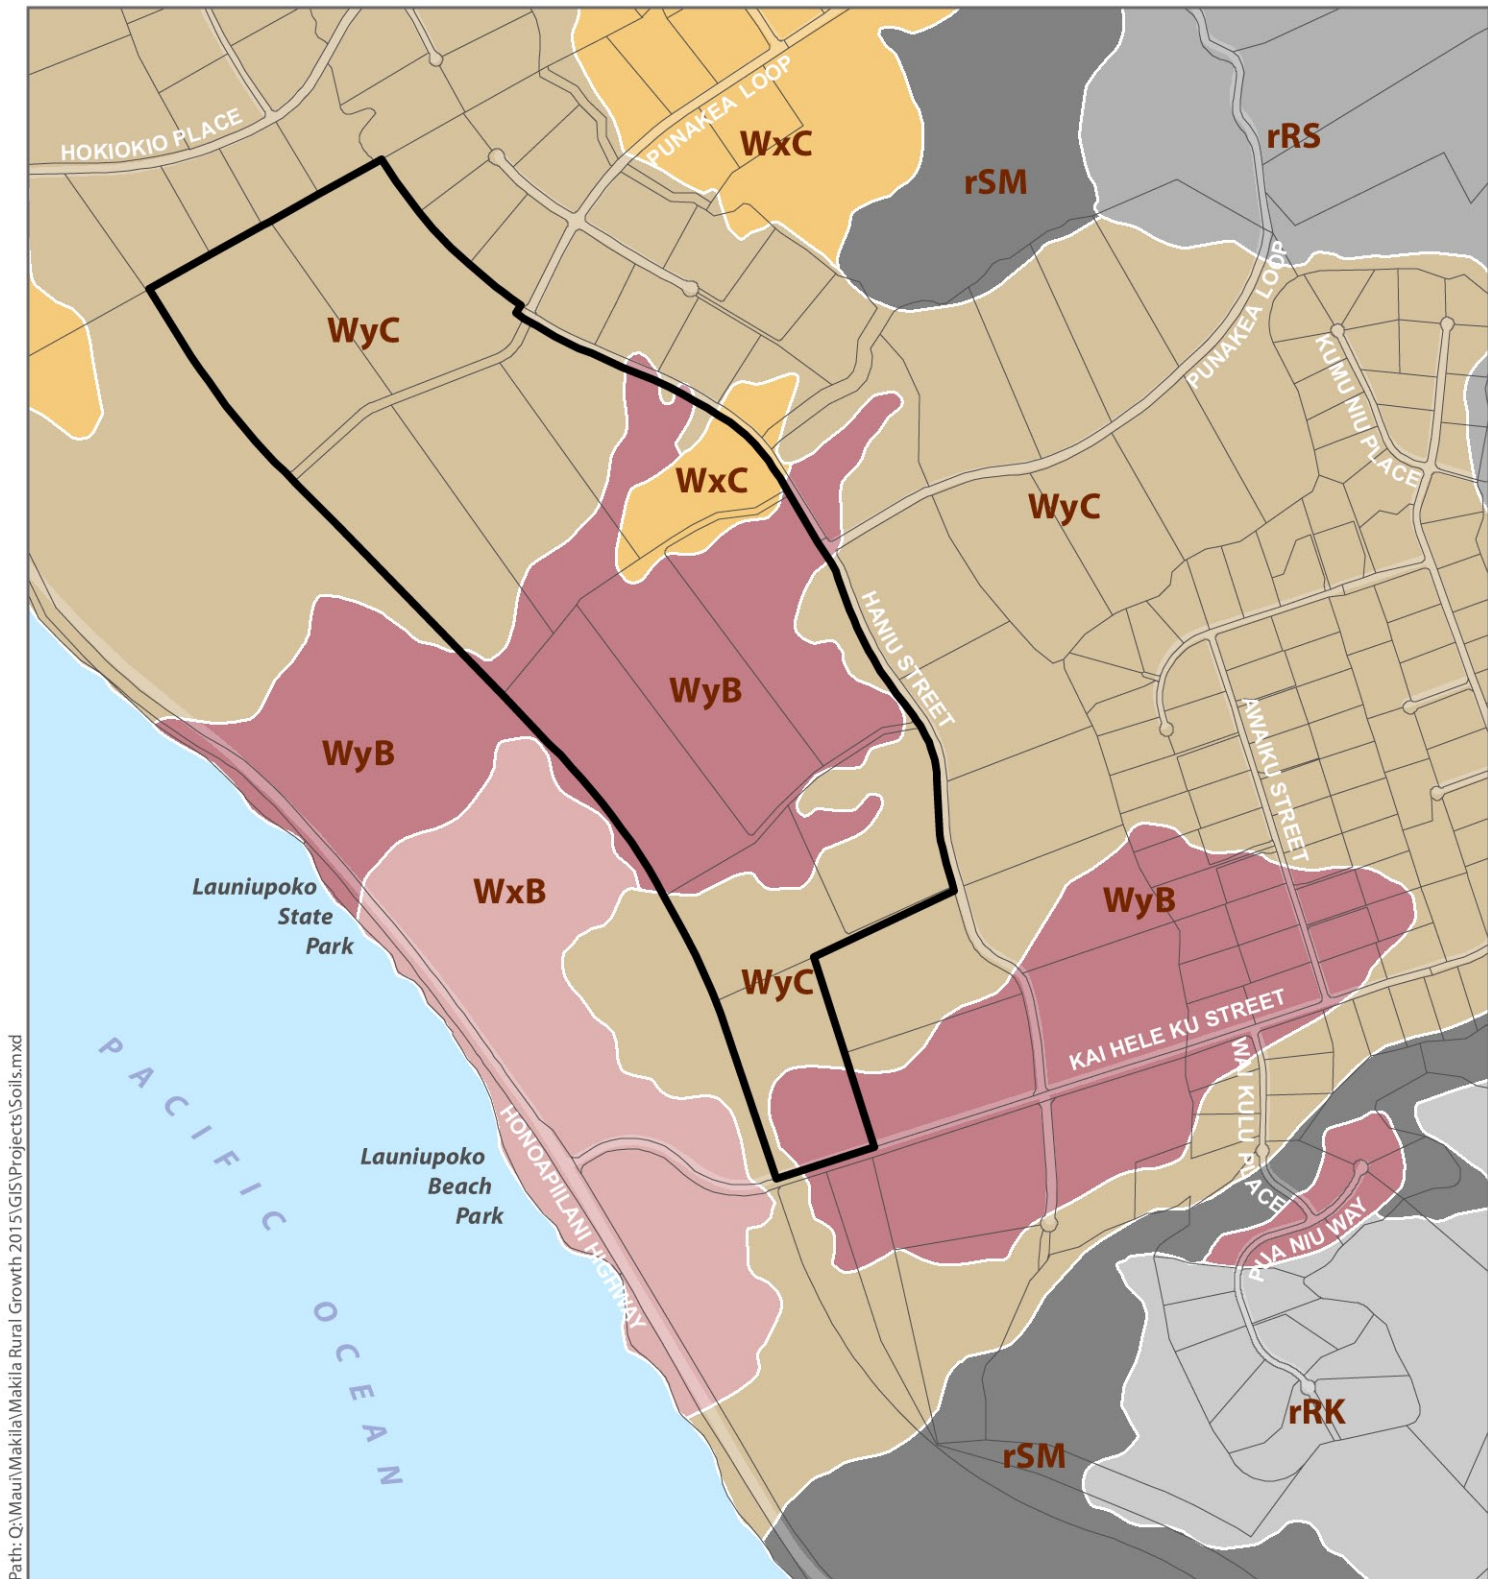 HOKIOKIO PLACE
PUNAKEA LOOP
WxC
rSM
rRS
WyC
PUNAKEA LOOP
KUMU NIU PLACE
WxC
WyC
HANIU STREET
WyB
WyB
AWAIKU STREET
Launiupoko
State
Park
WxB
WyB
WyC
KAI HELE KU STREET
WAI KULU PLACE
PACIFIC OCEAN
HONOAPIILANI HIGHWAY
Launiupoko
Beach
Park
PUA NIU WAY
rRK
rSM
Path: Q:\Maui\Makila\Makila Rural Growth 2015\GIS\Projects\Soils.mxd